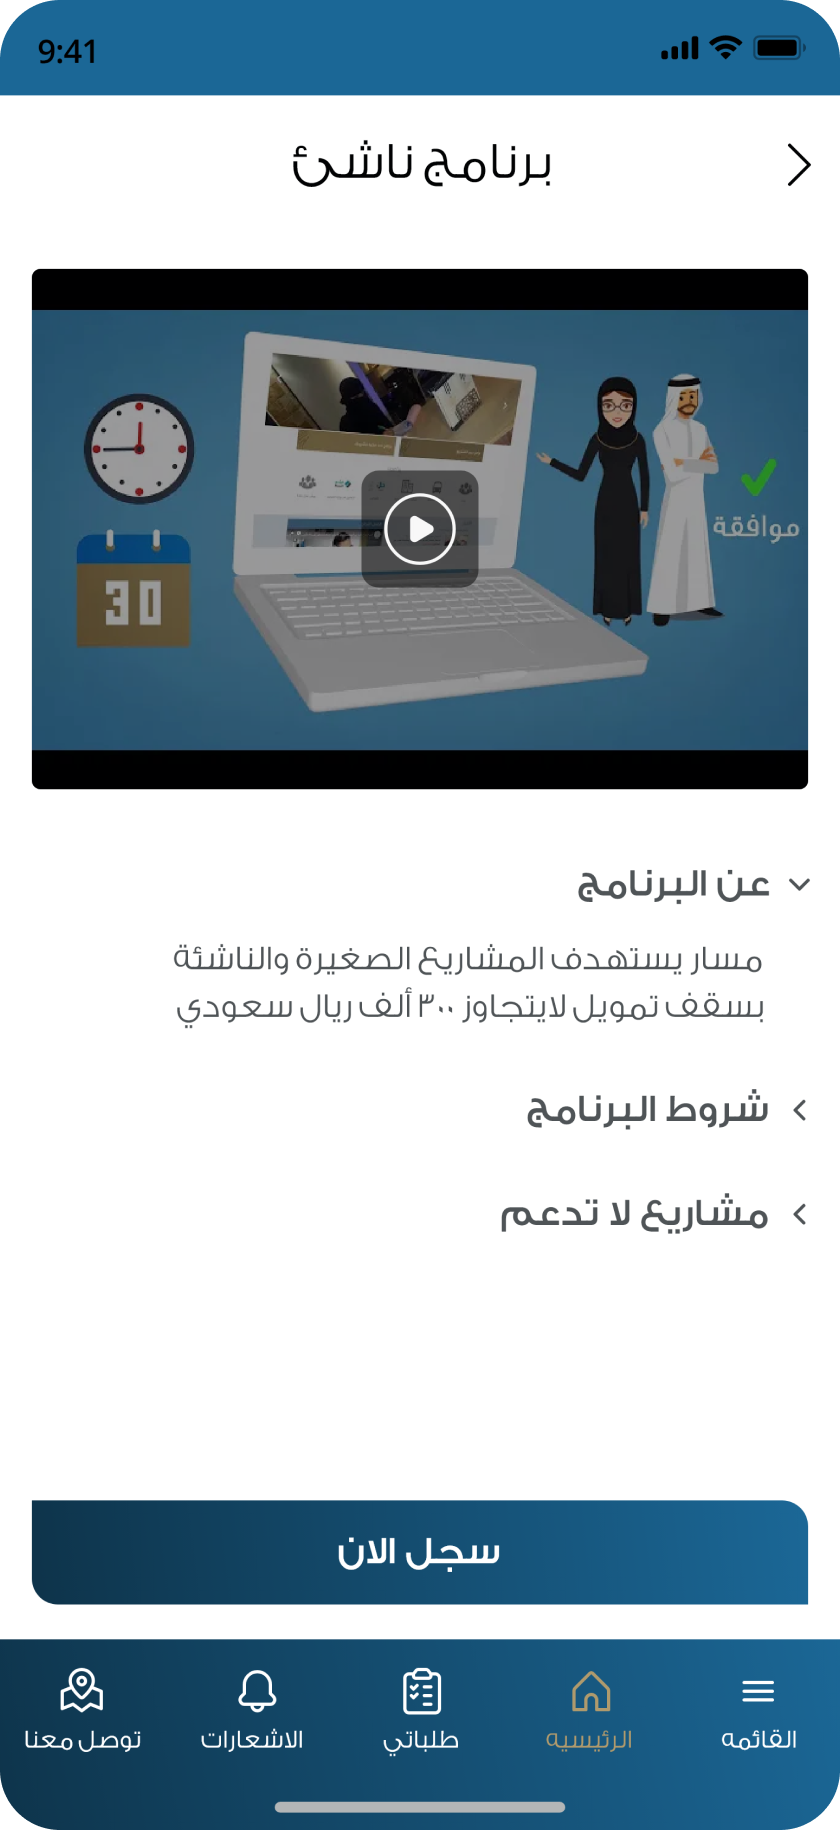 9:41
برنامج ناشئ
موافقة
30
عن البرنامج
مسار يستهدف المشاريع الصغيرة والناشئة
بسقف تمويل لايتجاوز ٣٠٠ ألف ريال سعودي
شروط البرنامج
مشاريع لا تدعم
سجل الان
القائمه
الرئيسيه
طلباتي
الاشعارات
توصل معنا